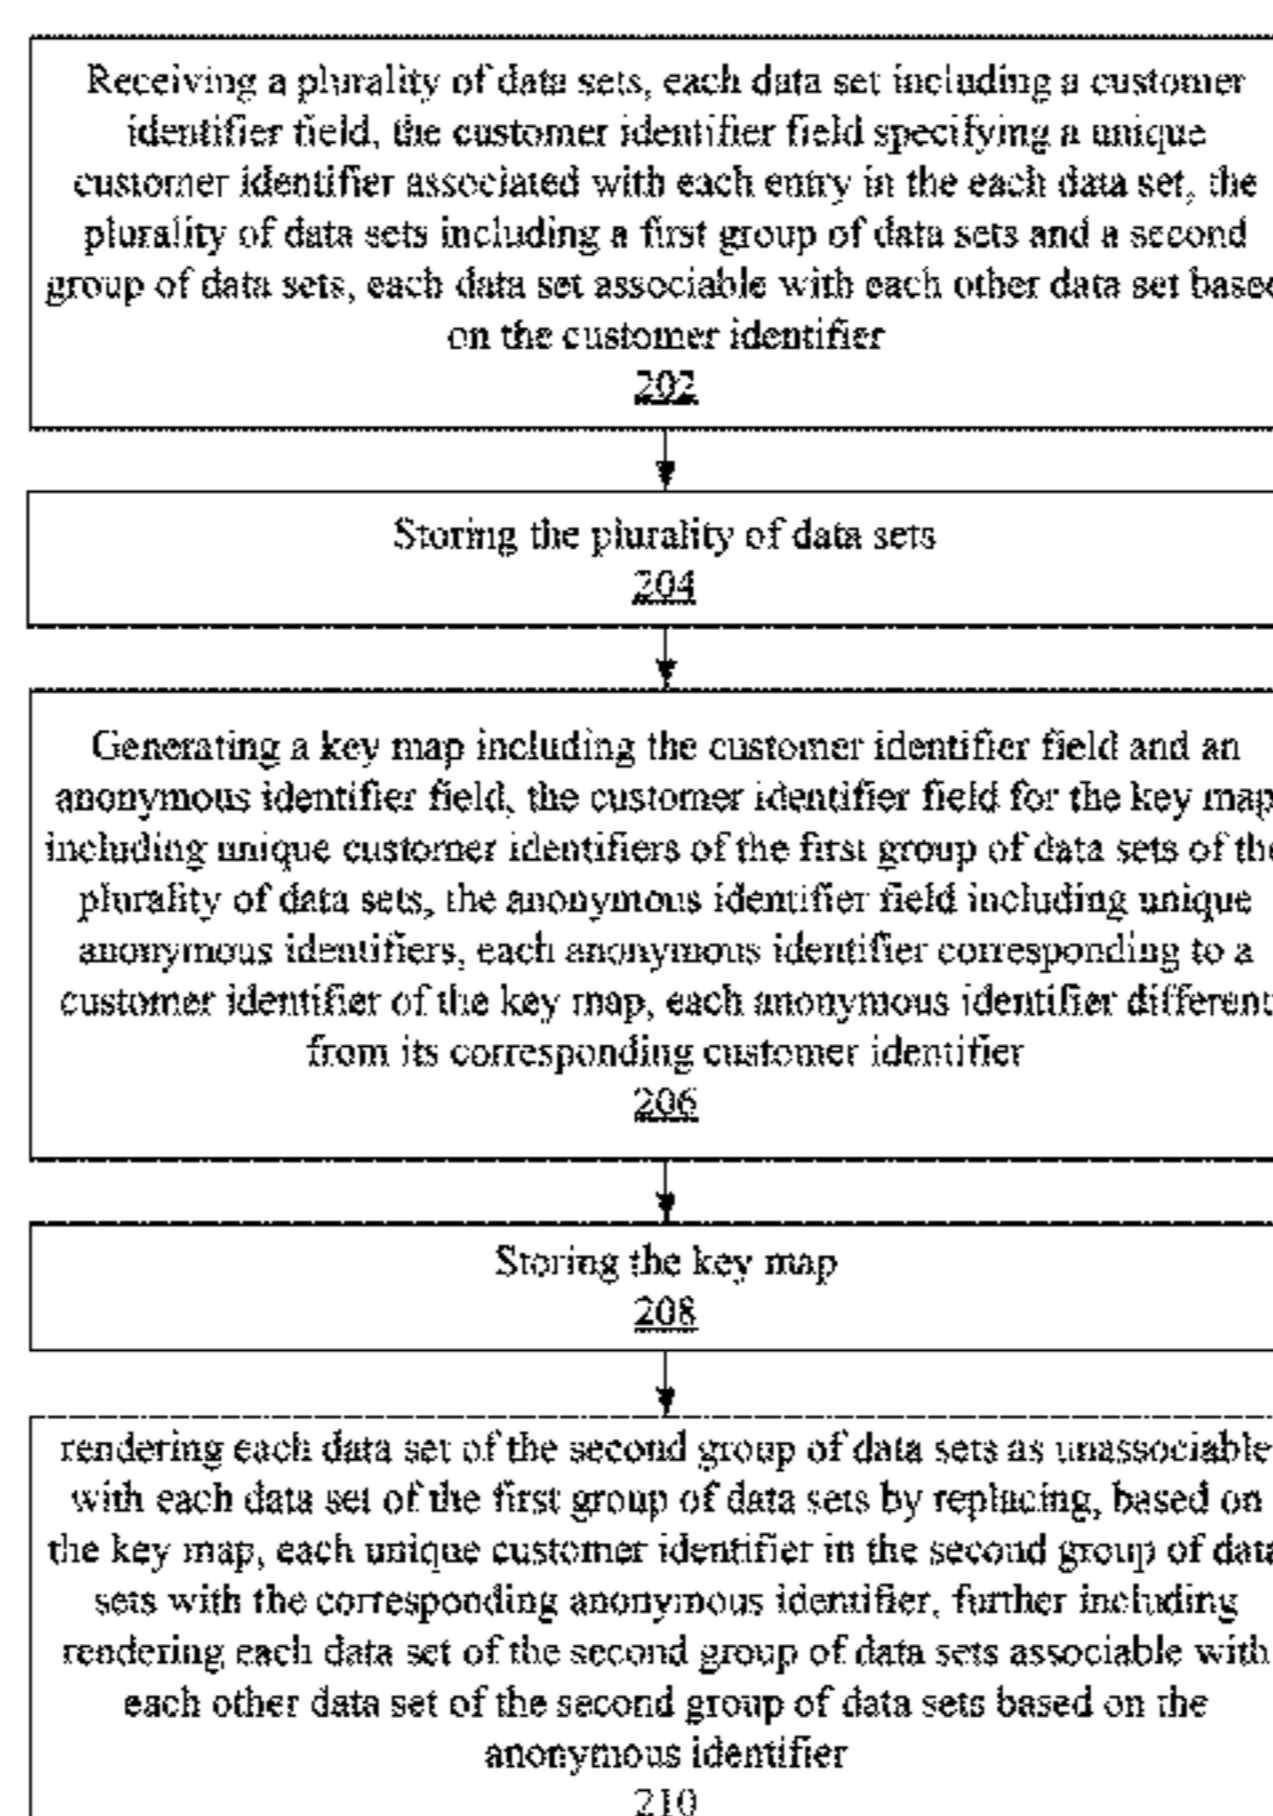 Receiving a plurality of data sets, each data set including a customer
identifier field, the customer identifier field specifying a unique
customer identifier associated with each entry in the each data set, the
plurality of data sets including a first group of data sets and a second
group of data sets, each data set associable with each other data set based
on the customer identifier
202
Storing the plurality of data sets
204
Generating a key map including the customer identifier field and an
anonymous identifier field, the customer identifier field for the key map
including unique customer identifiers of the first group of data sets of the
plurality of data sets, the anonymous identifier field including unique
anonymous identifiers, each anonymous identifier corresponding to a
customer identifier of the key map, each anonymous identifier different
from its corresponding customer identifier
206
Storing the key map
208
rendering each data set of the second group of data sets as unassociable
with each data set of the first group of data sets by replacing, based on
the key map, each unique customer identifier in the second group of data
sets with the corresponding anonymous identifier, further including
rendering each data set of the second group of data sets associable with
each other data set of the second group of data sets based on the
anonymous identifier
210